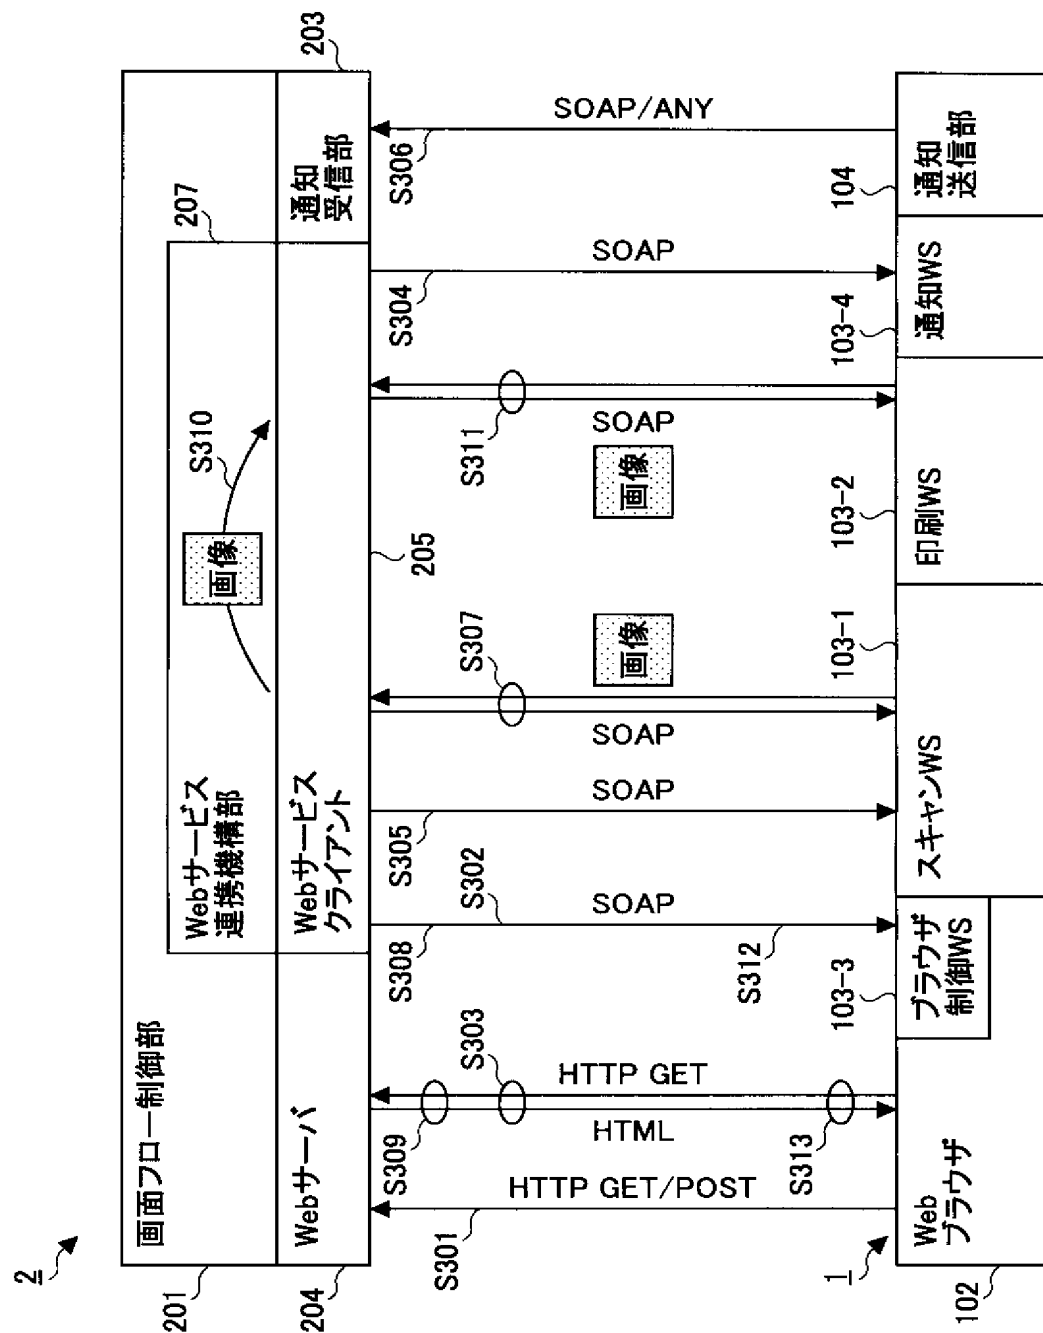 2
201
画面フロー制御部
207
Webサービス
連携機構部
画像
S310
204
Webサーバ
Webサービス
クライアント
205
通知
受信部
203
S301
HTTP GET/POST
S309
S303
S313
HTML
HTTP GET
S308
S302
S312
SOAP
S305
SOAP
S307
SOAP
画像
画像
S311
SOAP
S304
SOAP
S306
SOAP/ANY
1
102
Web
ブラウザ
103-3
ブラウザ
制御WS
103-1
スキャンWS
103-2
印刷WS
103-4
通知WS
104
通知
送信部